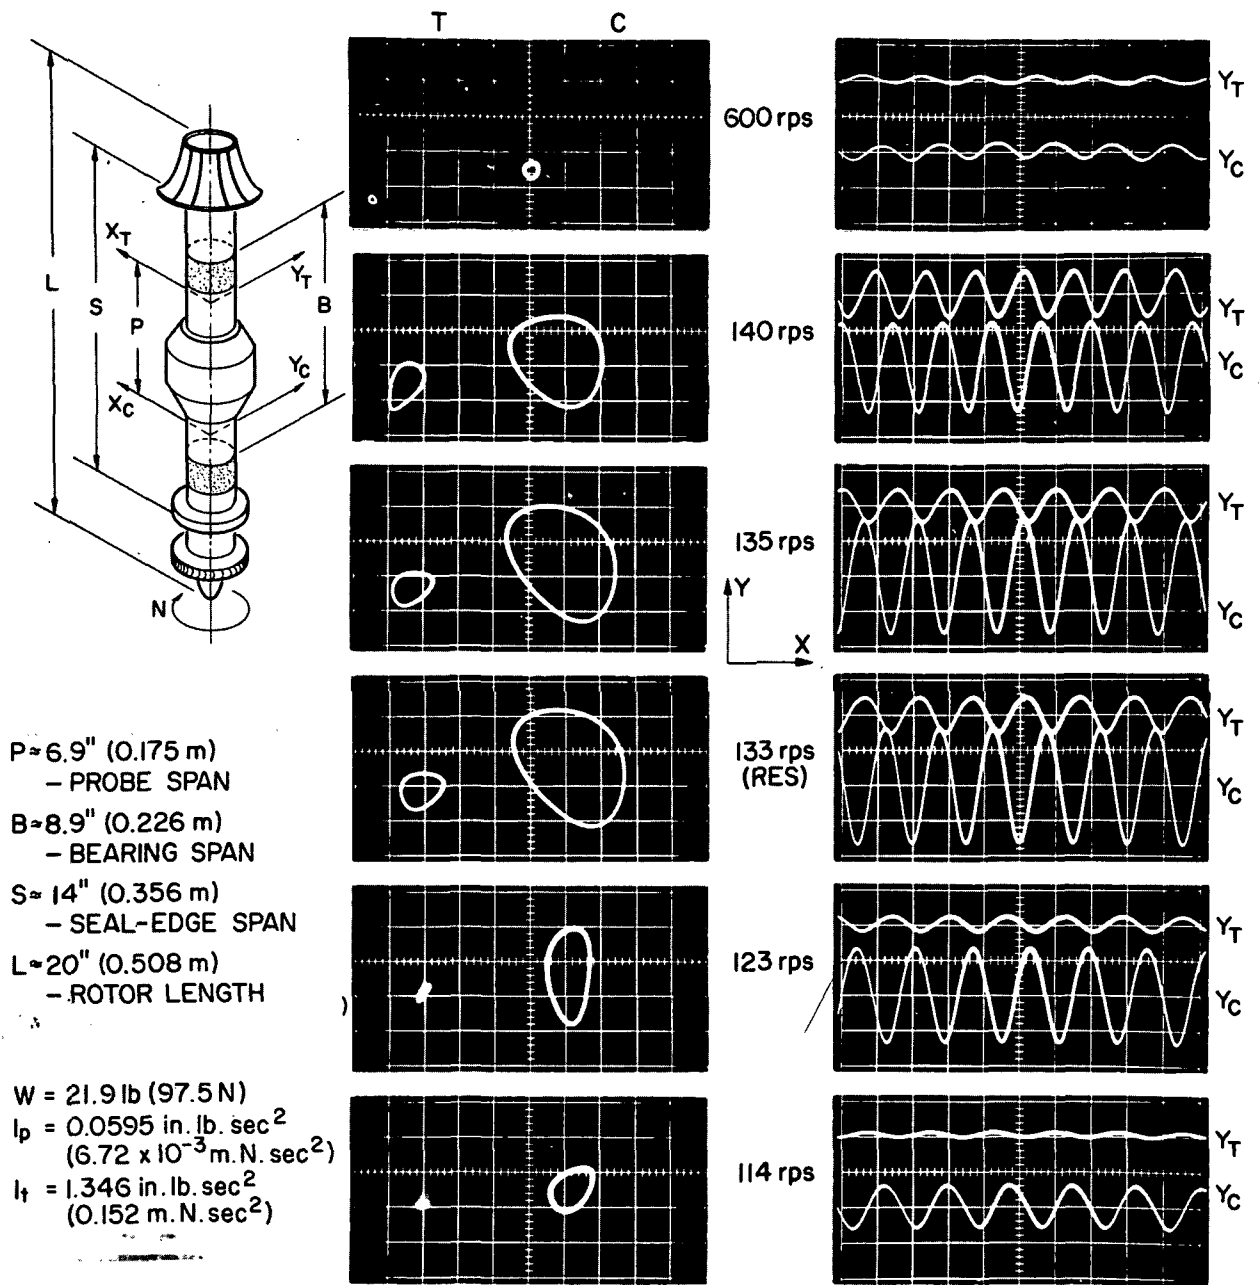 T C
L
S
P
B
X_T
Y_T
X_C
Y_C
N
P≈6.9" (0.175 m)
– PROBE SPAN
B≈8.9" (0.226 m)
– BEARING SPAN
S≈14" (0.356 m)
– SEAL-EDGE SPAN
L≈20" (0.508 m)
– ROTOR LENGTH
W = 21.9 lb (97.5 N)
I_p = 0.0595 in. lb. sec²
(6.72 x 10⁻³ m. N. sec²)
I_t = 1.346 in. lb. sec²
(0.152 m. N. sec²)
600 rps
Y_T
Y_C
140 rps
Y_T
Y_C
135 rps
Y_T
Y_C
Y
X
133 rps
(RES)
Y_T
Y_C
123 rps
Y_T
Y_C
)
114 rps
Y_T
Y_C